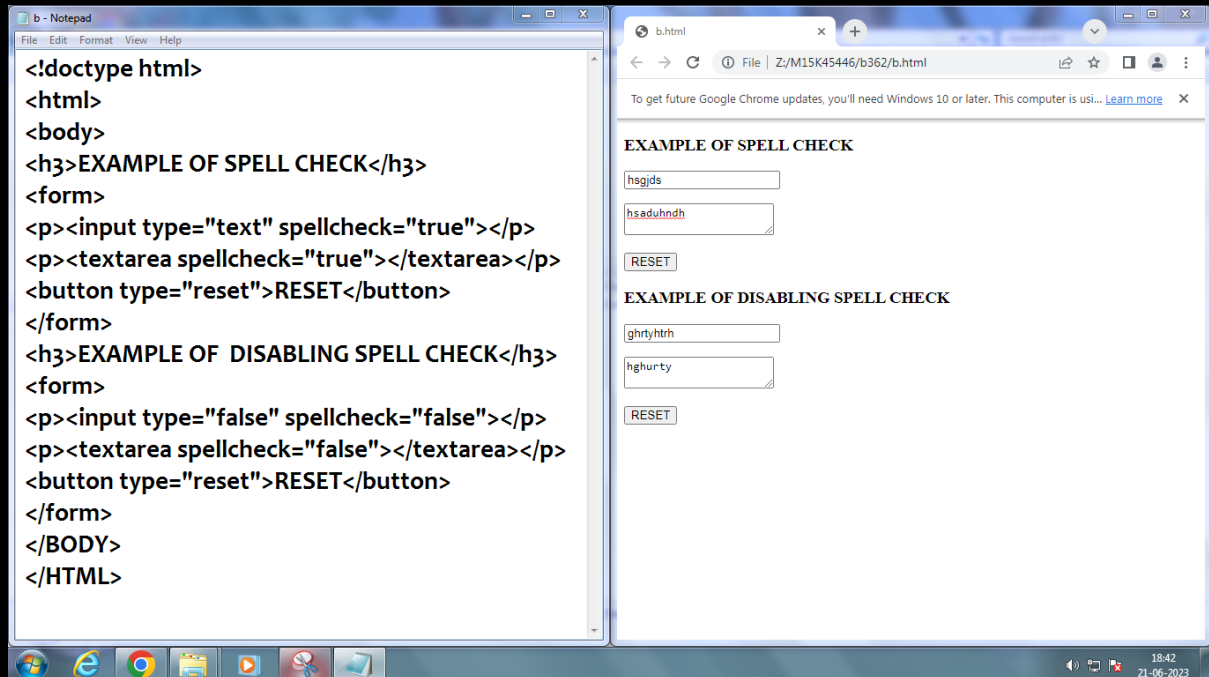 b - Notepad
File Edit Format View Help
<!doctype html>
<html>
<body>
<h3>EXAMPLE OF SPELL CHECK</h3>
<form>
<p><input type="text" spellcheck="true"></p>
<p><textarea spellcheck="true"></textarea></p>
<button type="reset">RESET</button>
</form>
<h3>EXAMPLE OF  DISABLING SPELL CHECK</h3>
<form>
<p><input type="false" spellcheck="false"></p>
<p><textarea spellcheck="false"></textarea></p>
<button type="reset">RESET</button>
</form>
</BODY>
</HTML>
b.html
File | Z:/M15K45446/b362/b.html
To get future Google Chrome updates, you'll need Windows 10 or later. This computer is usi... Learn more
EXAMPLE OF SPELL CHECK
hsgjds
hsaduhndh
RESET
EXAMPLE OF DISABLING SPELL CHECK
ghrtyhtrh
hghurty
RESET
18:42
21-06-2023